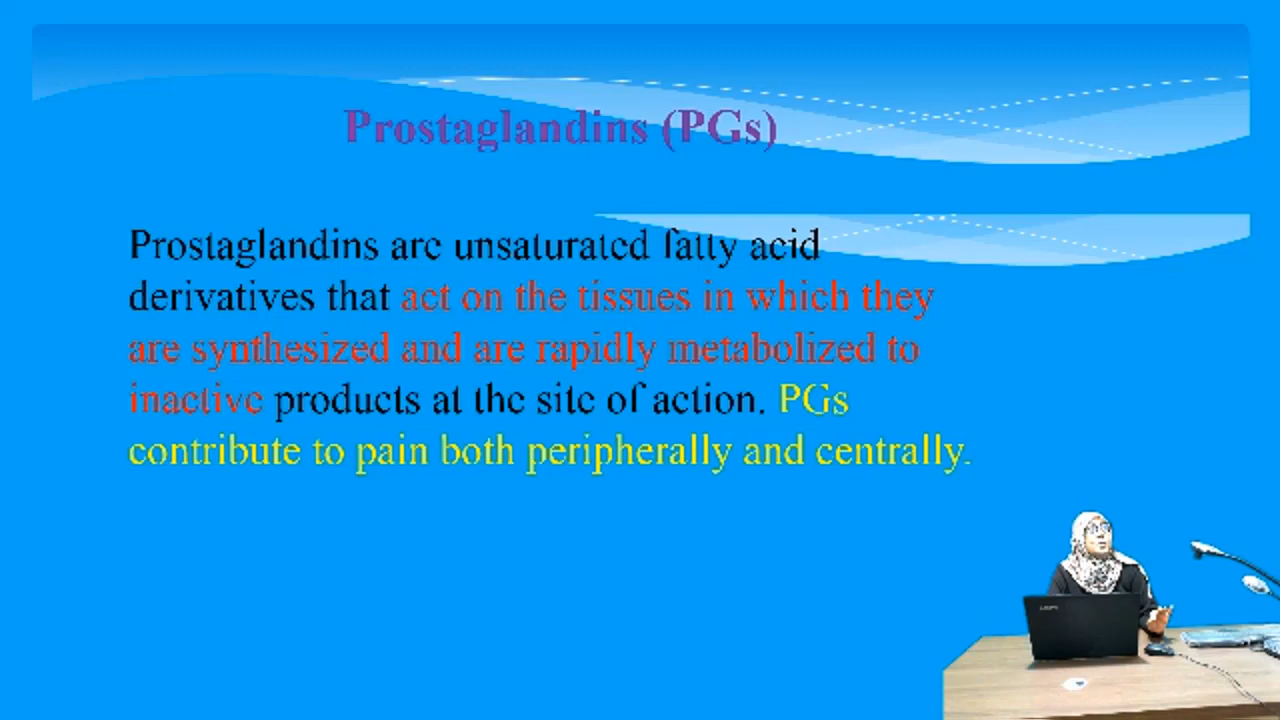 Prostaglandins (PGs)
Prostaglandins are unsaturated fatty acid
derivatives that act on the tissues in which they
are synthesized and are rapidly metabolized to
inactive products at the site of action. PGs
contribute to pain both peripherally and centrally.